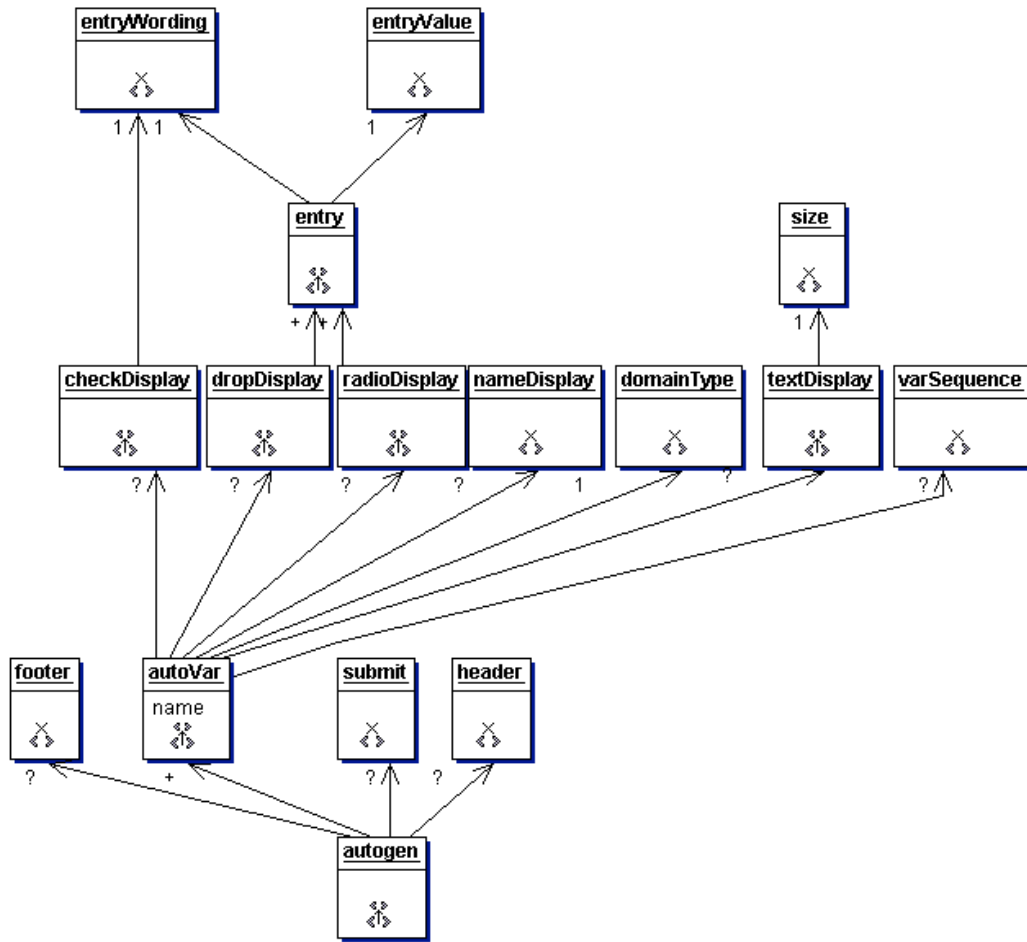 entryWording entryValue
1 1 1
entry size
+ + 1
checkDisplay dropDisplay radioDisplay nameDisplay domainType textDisplay varSequence
? ? ? ? 1 ? ?
footer autoVar submit header
name
? + ? ?
autogen